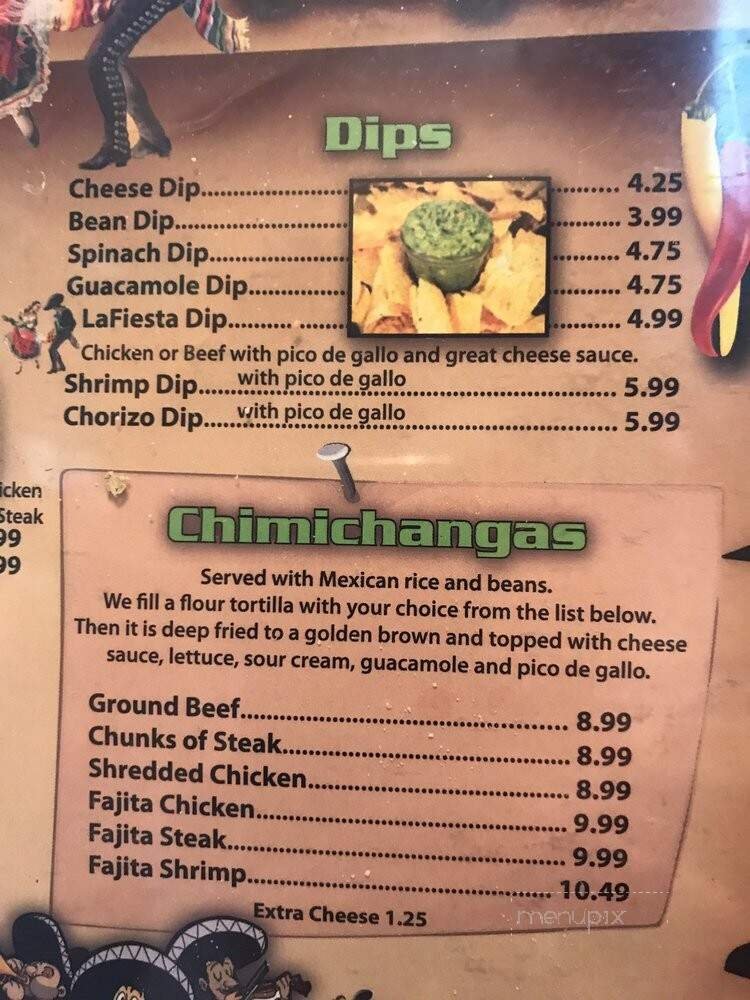 Dips
Cheese Dip.................................... 4.25
Bean Dip.................................... 3.99
Spinach Dip.................................... 4.75
Guacamole Dip.................................... 4.75
LaFiesta Dip.................................... 4.99
Chicken or Beef with pico de gallo and great cheese sauce.
Shrimp Dip...... with pico de gallo .................................... 5.99
Chorizo Dip...... with pico de gallo .................................... 5.99
icken
Steak
99
99
Chimichangas
Served with Mexican rice and beans.
We fill a flour tortilla with your choice from the list below.
Then it is deep fried to a golden brown and topped with cheese
sauce, lettuce, sour cream, guacamole and pico de gallo.
Ground Beef.................................... 8.99
Chunks of Steak.................................... 8.99
Shredded Chicken.................................... 8.99
Fajita Chicken.................................... 9.99
Fajita Steak.................................... 9.99
Fajita Shrimp.................................... 10.49
Extra Cheese 1.25
menupix